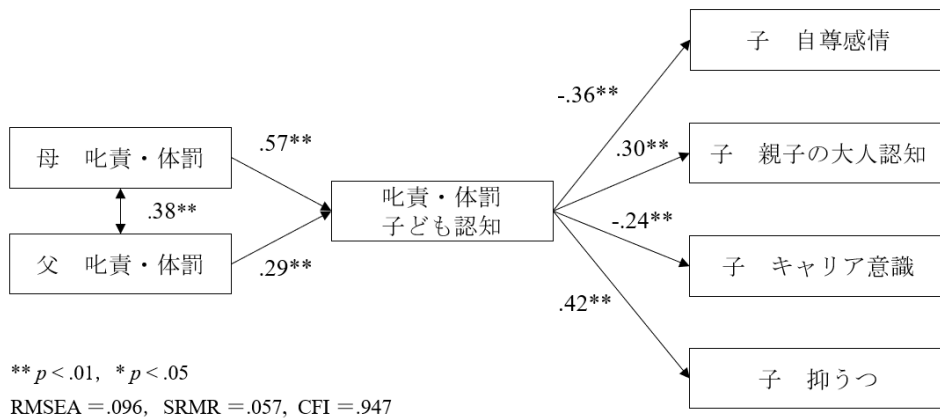 子　自尊感情
-.36**
母　叱責・体罰
.57**
.30**
子　親子の大人認知
.38**
叱責・体罰
子ども認知
-.24**
父　叱責・体罰
.29**
子　キャリア意識
.42**
子　抑うつ
** p < .01,  * p < .05
RMSEA =.096,  SRMR =.057,  CFI =.947